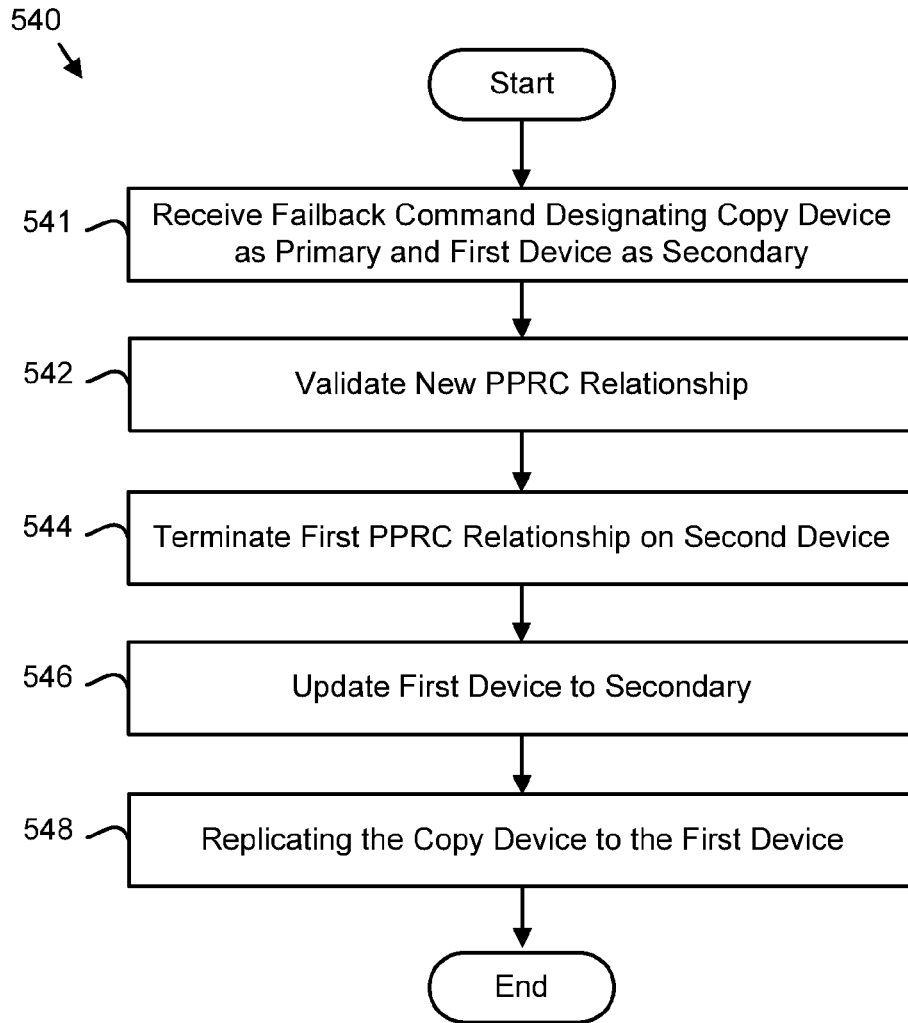 540
Start
541
Receive Failback Command Designating Copy Device
as Primary and First Device as Secondary
542
Validate New PPRC Relationship
544
Terminate First PPRC Relationship on Second Device
546
Update First Device to Secondary
548
Replicating the Copy Device to the First Device
End